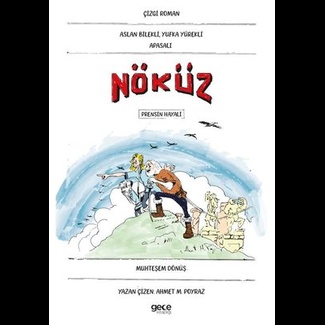 ÇİZGİ ROMAN
ASLAN BİLEKLİ, YUFKA YÜREKLİ
APASALI
NÖKÜZ
PRENSİN HAYALİ
MUHTEŞEM DÖNÜŞ
YAZAN ÇİZEN: AHMET M. POYRAZ
gece